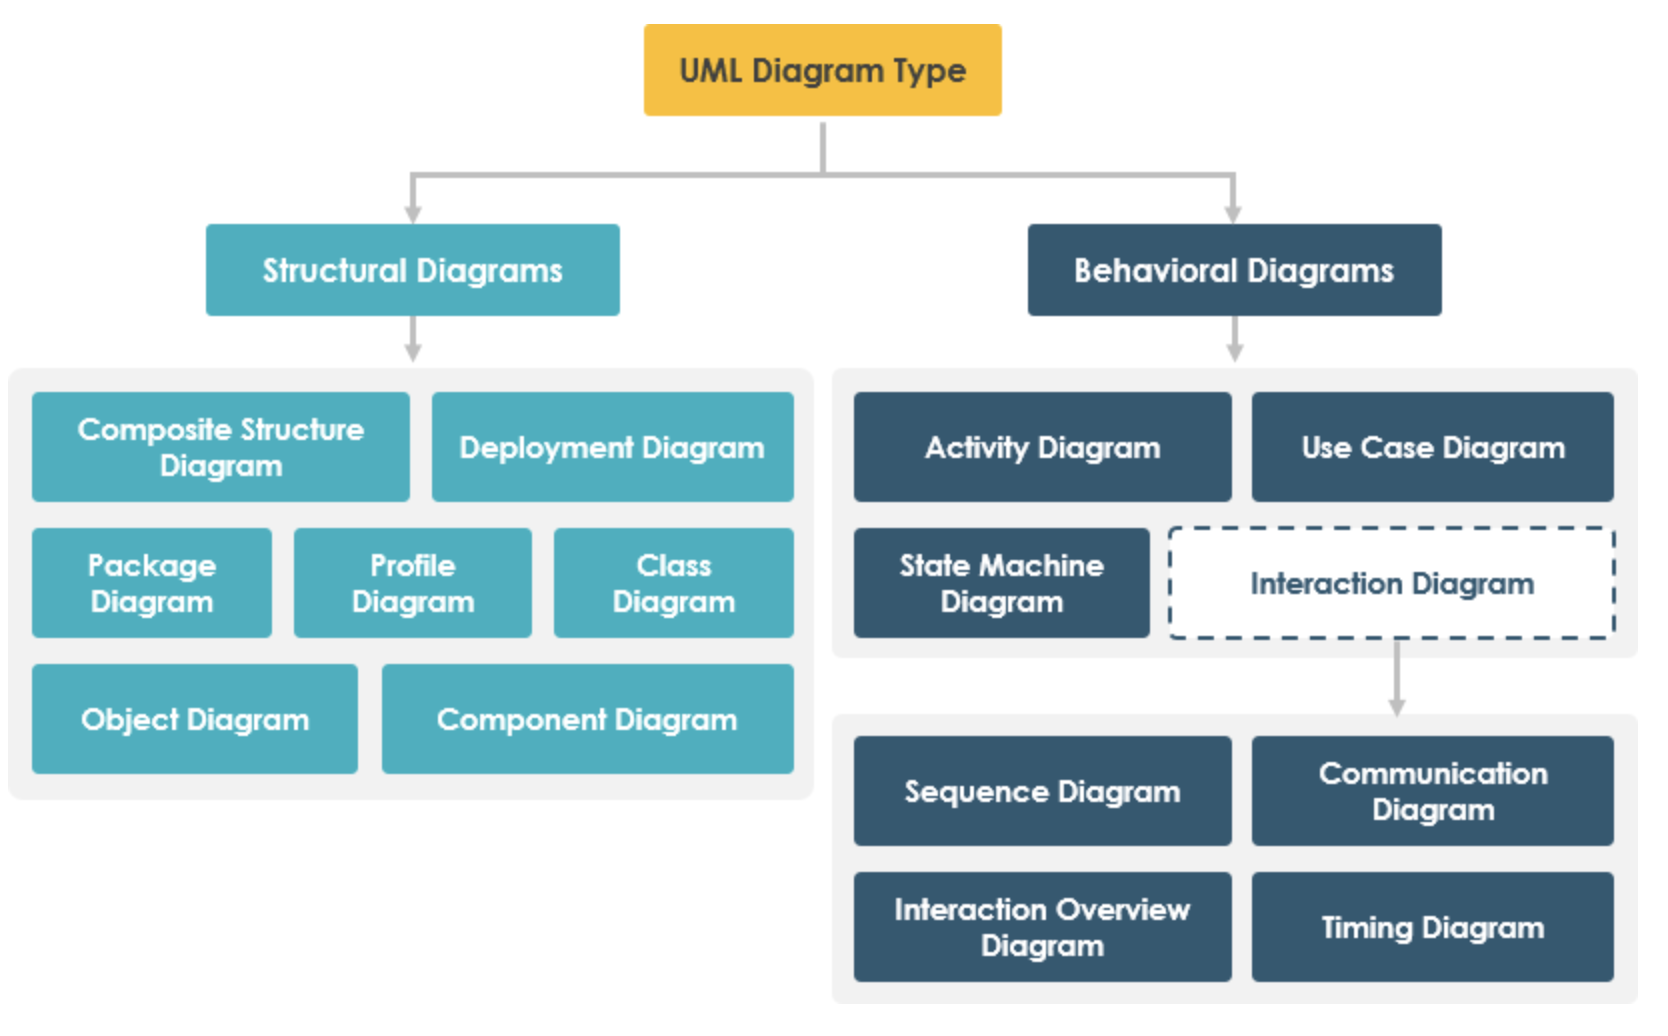 UML Diagram Type
Structural Diagrams
Behavioral Diagrams
Composite Structure
Diagram
Deployment Diagram
Package
Diagram
Profile
Diagram
Class
Diagram
Object Diagram
Component Diagram
Activity Diagram
Use Case Diagram
State Machine
Diagram
Interaction Diagram
Sequence Diagram
Communication
Diagram
Interaction Overview
Diagram
Timing Diagram